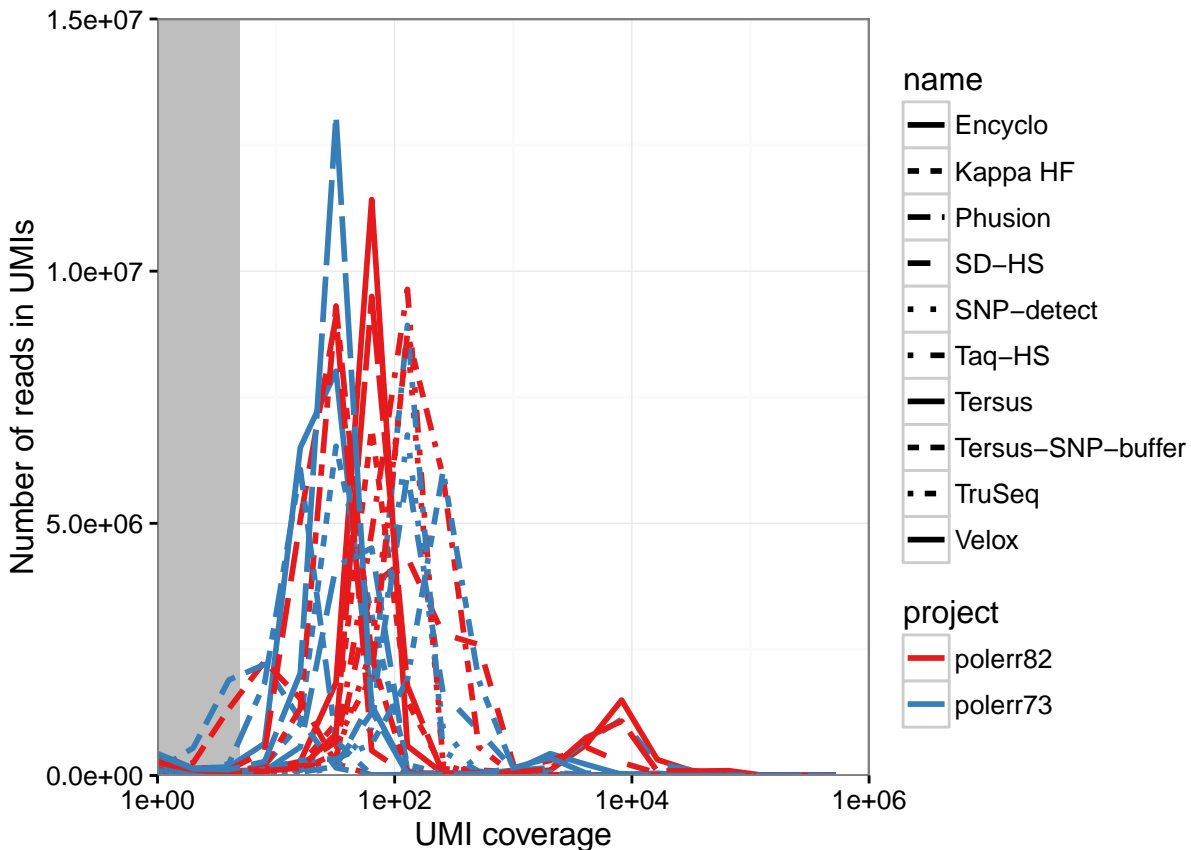 1.5e+07
1.0e+07
5.0e+06
0.0e+00
Number of reads in UMIs
1e+00
1e+02
1e+04
1e+06
UMI coverage
name
Encyclo
Kappa HF
Phusion
SD−HS
SNP−detect
Taq−HS
Tersus
Tersus−SNP−buffer
TruSeq
Velox
project
polerr82
polerr73